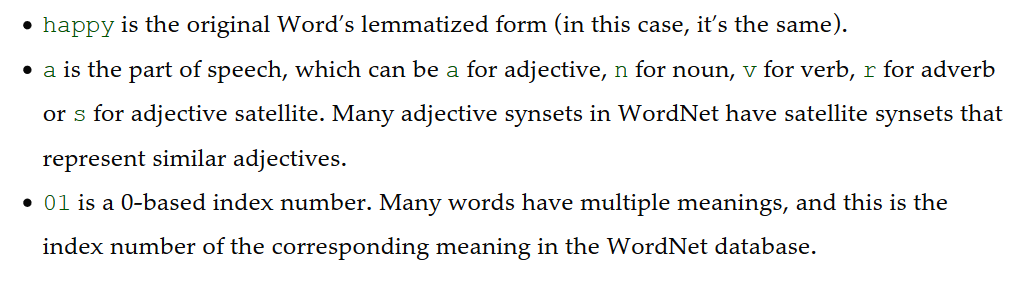 • happy is the original Word’s lemmatized form (in this case, it’s the same).
• a is the part of speech, which can be a for adjective, n for noun, v for verb, r for adverb
or s for adjective satellite. Many adjective synsets in WordNet have satellite synsets that
represent similar adjectives.
• 01 is a 0-based index number. Many words have multiple meanings, and this is the
index number of the corresponding meaning in the WordNet database.